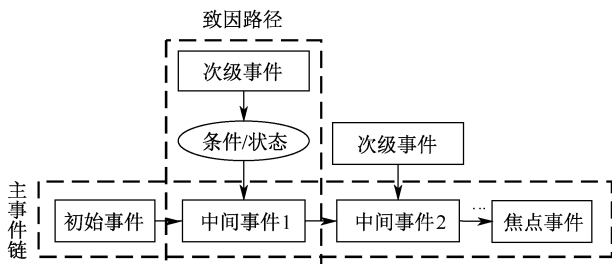 致因路径
次级事件
条件/状态
次级事件
主事件链
初始事件
中间事件1
中间事件2
…
焦点事件